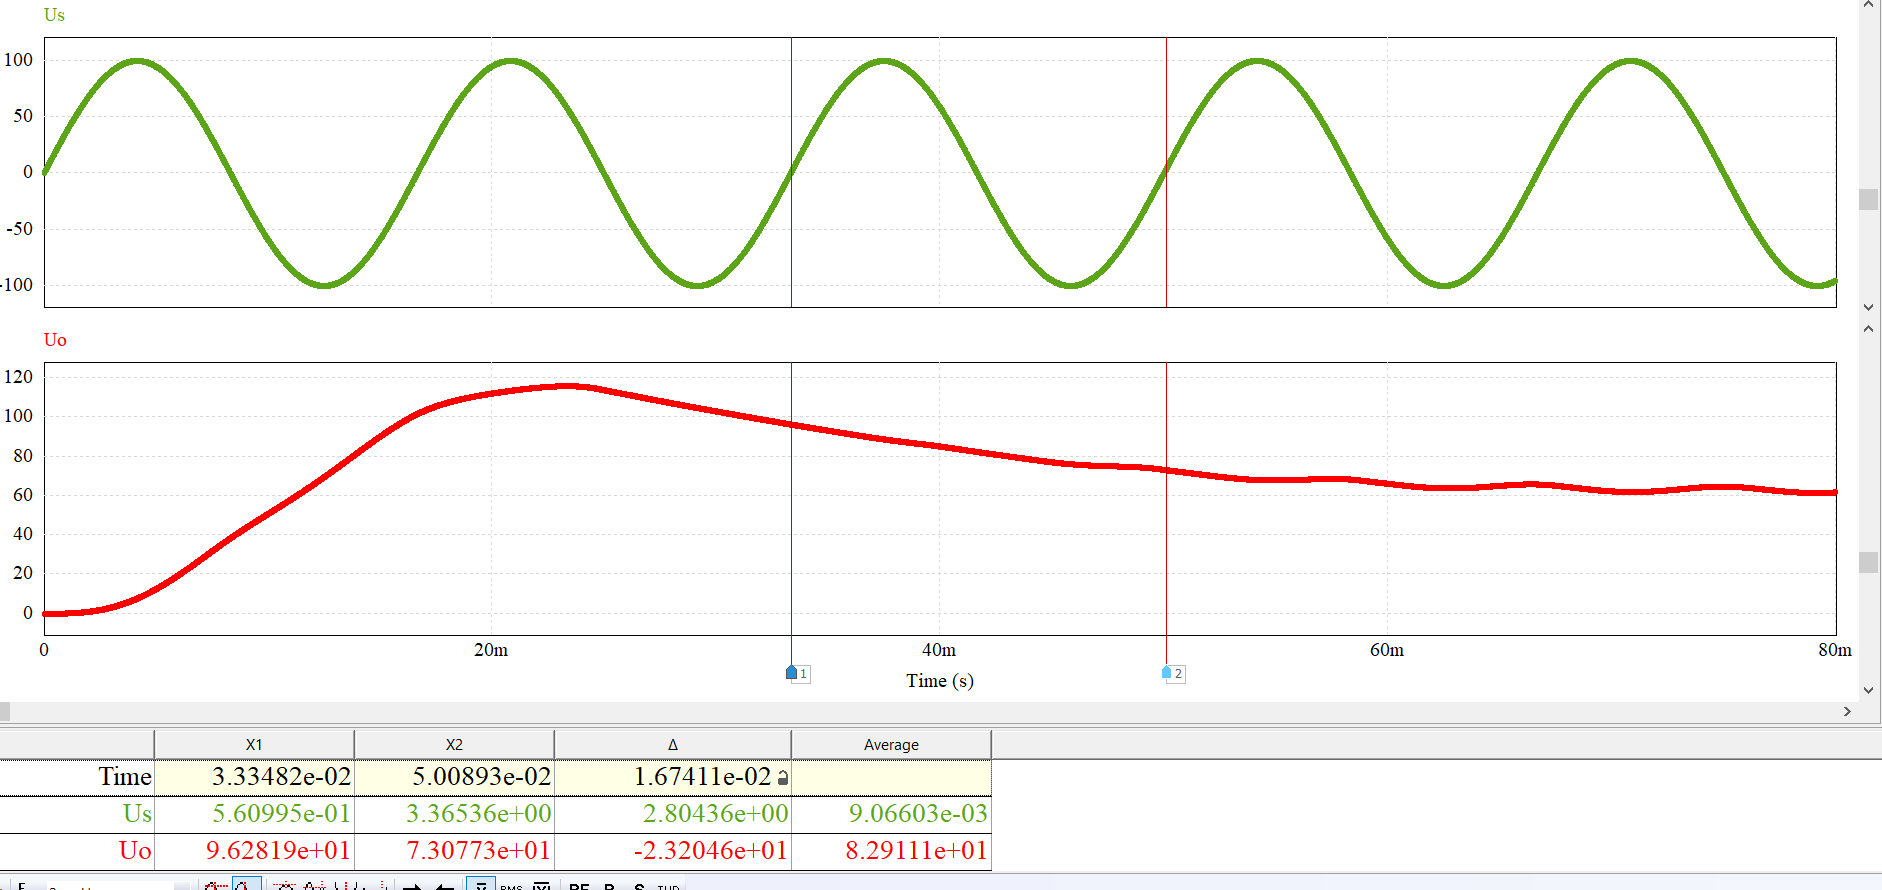 Us
100
50
0
-50
-100
Uo
120
100
80
60
40
20
0
0 20m 40m 60m 80m
1 2
Time (s)
X1 X2 Δ Average
Time 3.33482e-02 5.00893e-02 1.67411e-02
Us 5.60995e-01 3.36536e+00 2.80436e+00 9.06603e-03
Uo 9.62819e+01 7.30773e+01 -2.32046e+01 8.29111e+01